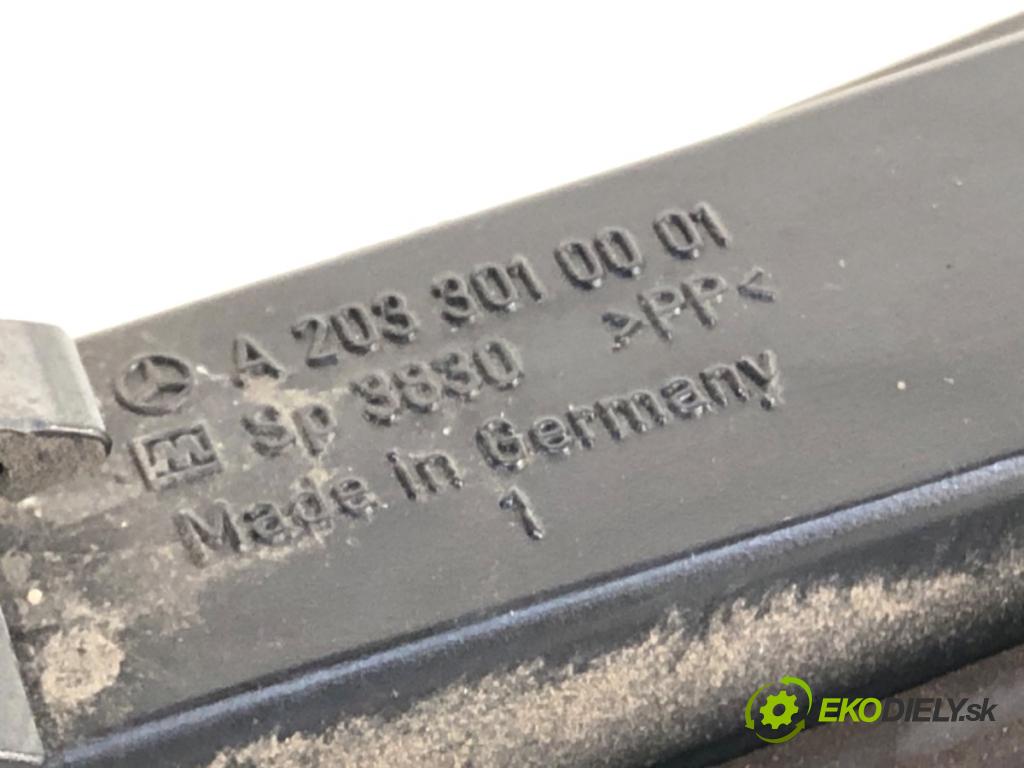 A 203 301 00 01
Sp 3830 >PP<
Made in Germany
1
EKODIELY.sk